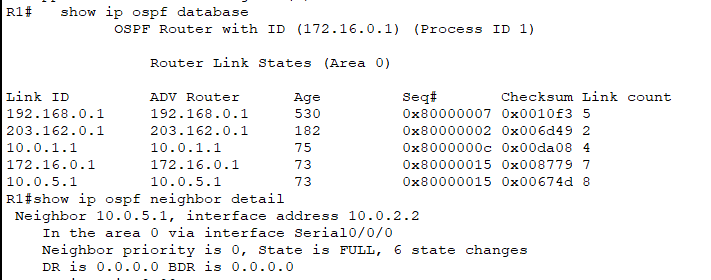 R1#   show ip ospf database
OSPF Router with ID (172.16.0.1) (Process ID 1)
Router Link States (Area 0)
Link ID ADV Router Age Seq# Checksum Link count
192.168.0.1 192.168.0.1 530 0x80000007 0x0010f3 5
203.162.0.1 203.162.0.1 182 0x80000002 0x006d49 2
10.0.1.1 10.0.1.1 75 0x8000000c 0x00da08 4
172.16.0.1 172.16.0.1 73 0x80000015 0x008779 7
10.0.5.1 10.0.5.1 73 0x80000015 0x00674d 8
R1#show ip ospf neighbor detail
Neighbor 10.0.5.1, interface address 10.0.2.2
In the area 0 via interface Serial0/0/0
Neighbor priority is 0, State is FULL, 6 state changes
DR is 0.0.0.0 BDR is 0.0.0.0